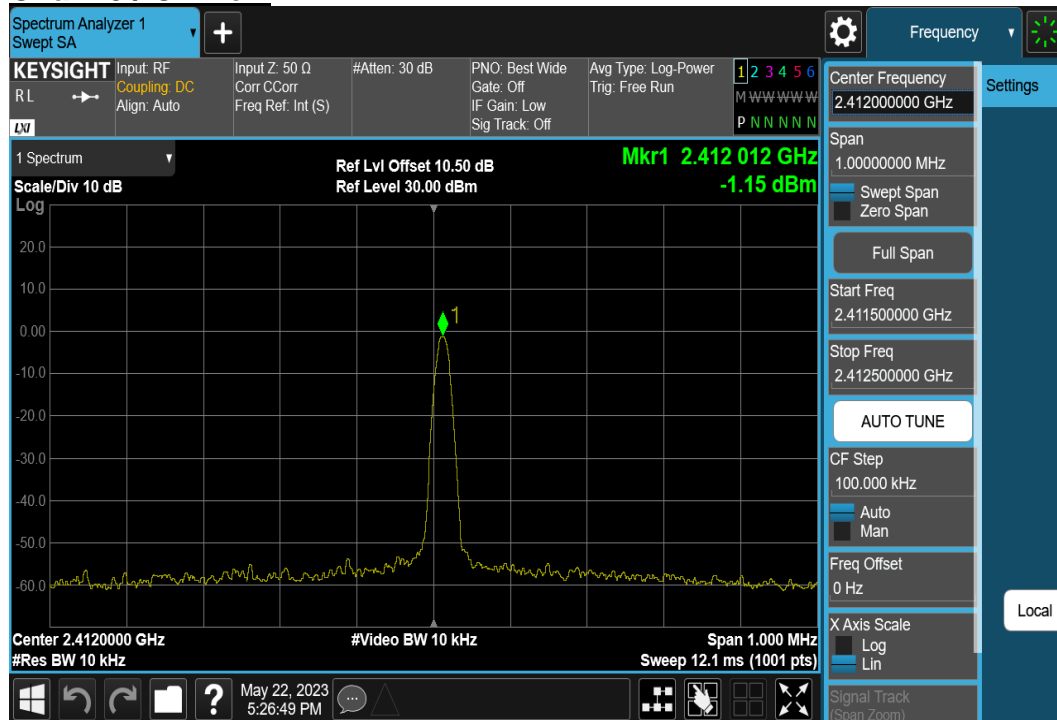 Spectrum Analyzer 1
Swept SA
Frequency
KEYSIGHT
RL
LXI
Input: RF
Coupling: DC
Align: Auto
Input Z: 50 Ω
Corr CCorr
Freq Ref: Int (S)
#Atten: 30 dB
PNO: Best Wide
Gate: Off
IF Gain: Low
Sig Track: Off
Avg Type: Log-Power
Trig: Free Run
1 2 3 4 5 6
M W W W W W
P N N N N N
1 Spectrum
Scale/Div 10 dB
Log
Ref Lvl Offset 10.50 dB
Ref Level 30.00 dBm
Mkr1 2.412 012 GHz
-1.15 dBm
1
20.0
10.0
0.00
-10.0
-20.0
-30.0
-40.0
-50.0
-60.0
Center 2.4120000 GHz
#Res BW 10 kHz
#Video BW 10 kHz
Span 1.000 MHz
Sweep 12.1 ms (1001 pts)
May 22, 2023
5:26:49 PM
Center Frequency
2.412000000 GHz
Span
1.00000000 MHz
Swept Span
Zero Span
Full Span
Start Freq
2.411500000 GHz
Stop Freq
2.412500000 GHz
AUTO TUNE
CF Step
100.000 kHz
Auto
Man
Freq Offset
0 Hz
X Axis Scale
Log
Lin
Signal Track
(Span Zoom)
Settings
Local